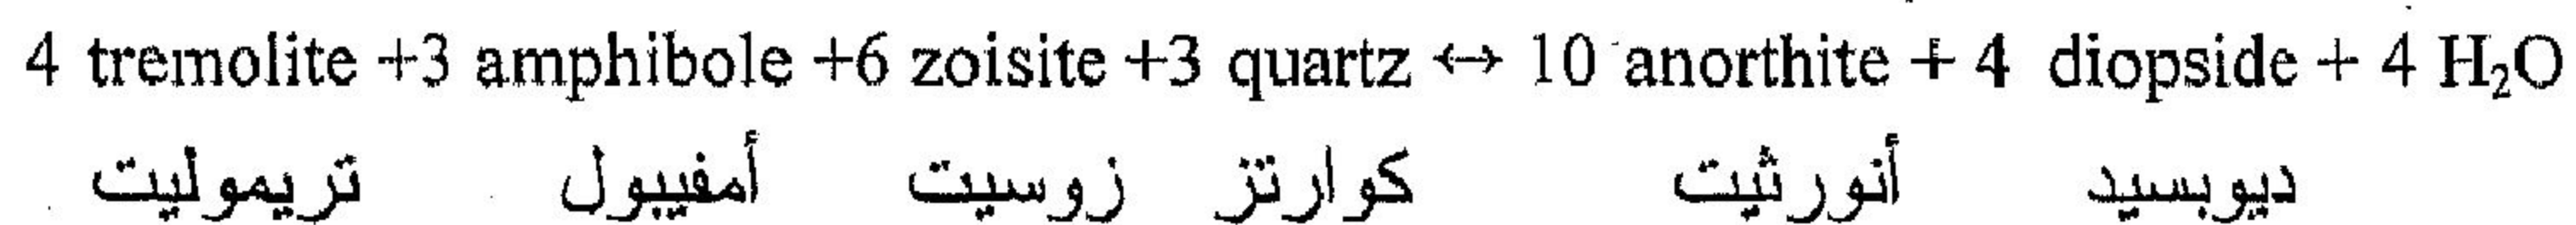 4 tremolite +3 amphibole +6 zoisite +3 quartz ↔ 10 anorthite + 4 diopside + 4 H₂O
تريموليت أمفيبول زوسيت كوارتز أنورثيت ديوبسيد